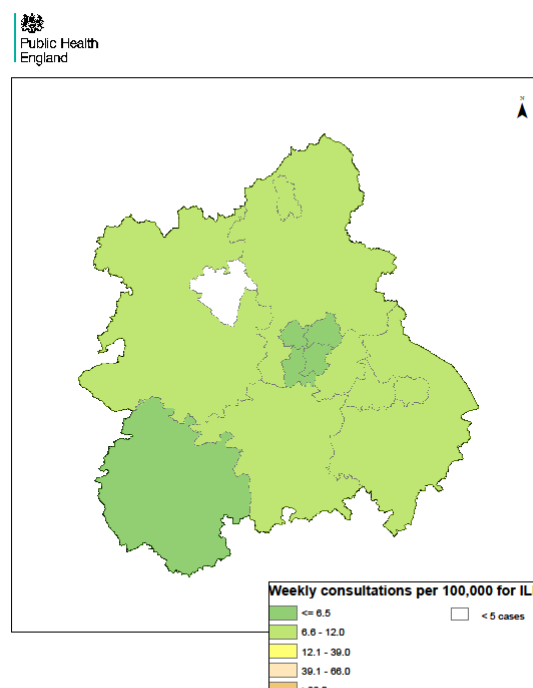 Public Health
England
N
Weekly consultations per 100,000 for IL
<= 6.5
< 5 cases
6.6 - 12.0
12.1 - 39.0
39.1 - 66.0